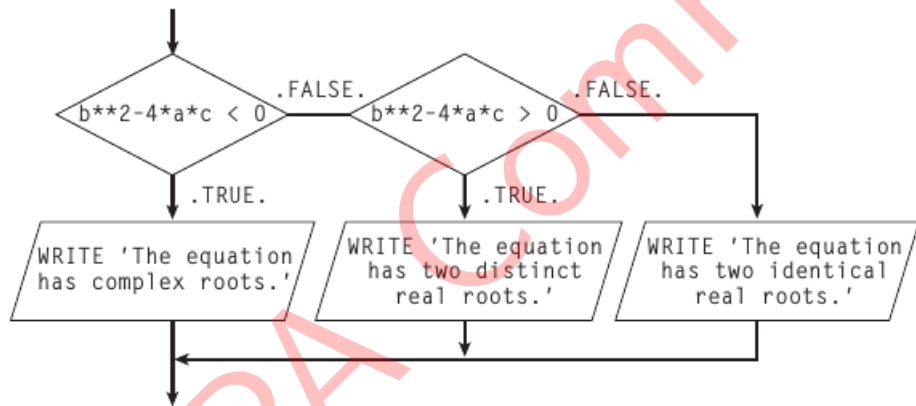 .FALSE.
.FALSE.
b**2-4*a*c < 0
b**2-4*a*c > 0
.TRUE.
.TRUE.
WRITE 'The equation
has complex roots.'
WRITE 'The equation
has two distinct
real roots.'
WRITE 'The equation
has two identical
real roots.'